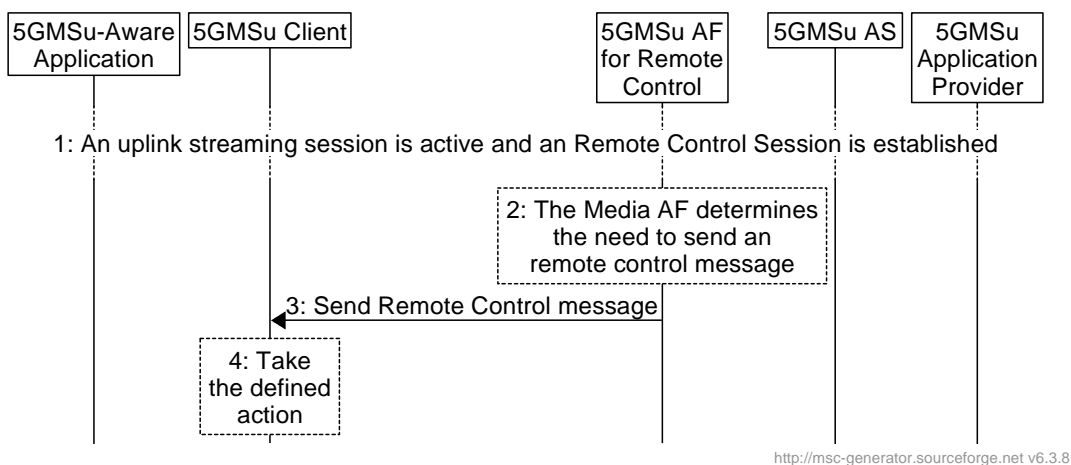 5GMSu-Aware
Application
5GMSu Client
5GMSu AF
for Remote
Control
5GMSu AS
5GMSu
Application
Provider
1: An uplink streaming session is active and an Remote Control Session is established
2: The Media AF determines
the need to send an
remote control message
3: Send Remote Control message
4: Take
the defined
action
http://msc-generator.sourceforge.net v6.3.8